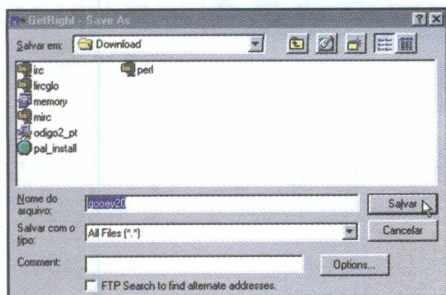 GetRight - Save As
Salvar em: Download
irc
lircglo
memory
mirc
odigo2_pt
pal_install
perl
Nome do arquivo: gooey20 Salvar
Salvar com o tipo: All Files (*.*) Cancelar
Comment: Options...
FTP Search to find alternate addresses.